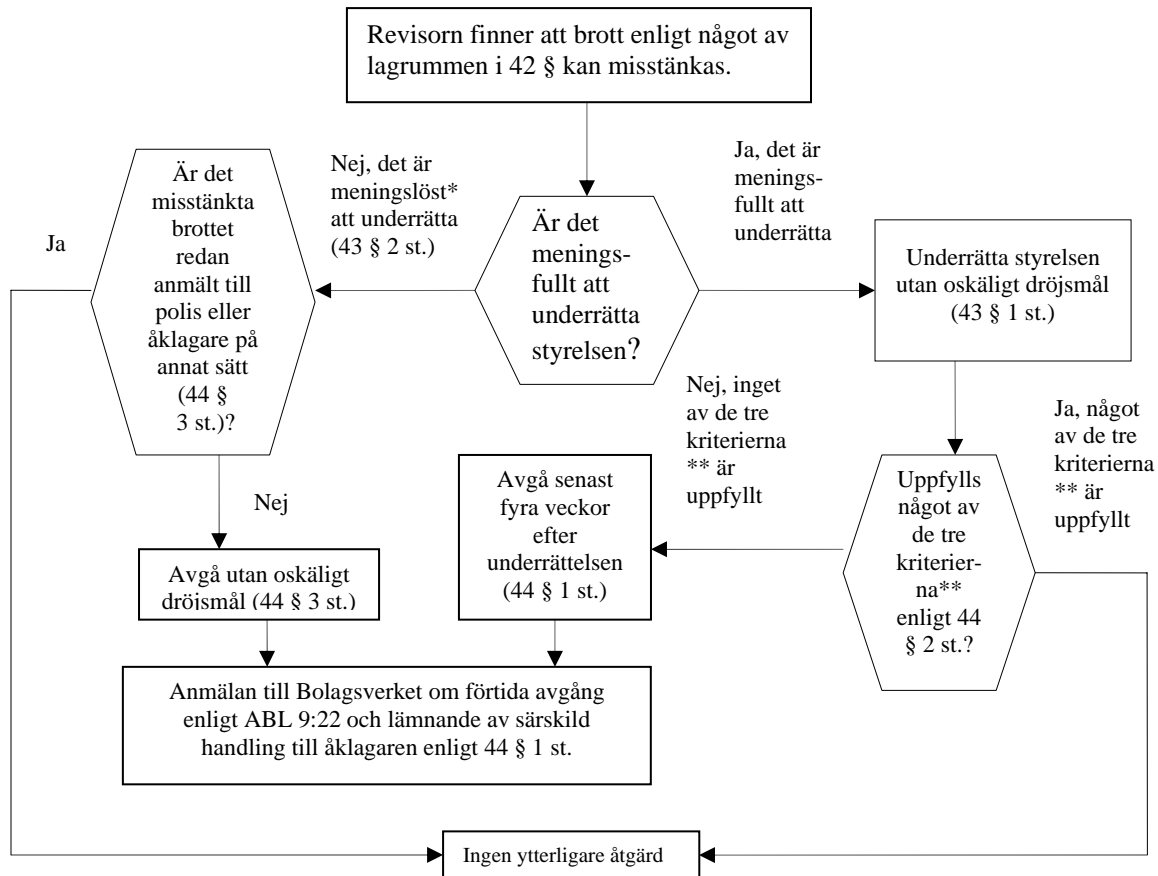 Revisorn finner att brott enligt något av
lagrummen i 42 § kan misstänkas.
Ja
Är det
misstänkta
brottet
redan
anmält till
polis eller
åklagare på
annat sätt
(44 §
3 st.)?
Nej, det är
meningslöst*
att underrätta
(43 § 2 st.)
Är det
menings-
fullt att
underrätta
styrelsen?
Ja, det är
menings-
fullt att
underrätta
Underrätta styrelsen
utan oskäligt dröjsmål
(43 § 1 st.)
Nej
Avgå utan oskäligt
dröjsmål (44 § 3 st.)
Avgå senast
fyra veckor
efter
underrättelsen
(44 § 1 st.)
Nej, inget
av de tre
kriterierna
** är
uppfyllt
Uppfylls
något av
de tre
kriterier-
na**
enligt 44
§ 2 st.?
Ja, något
av de tre
kriterierna
** är
uppfyllt
Anmälan till Bolagsverket om förtida avgång
enligt ABL 9:22 och lämnande av särskild
handling till åklagaren enligt 44 § 1 st.
Ingen ytterligare åtgärd